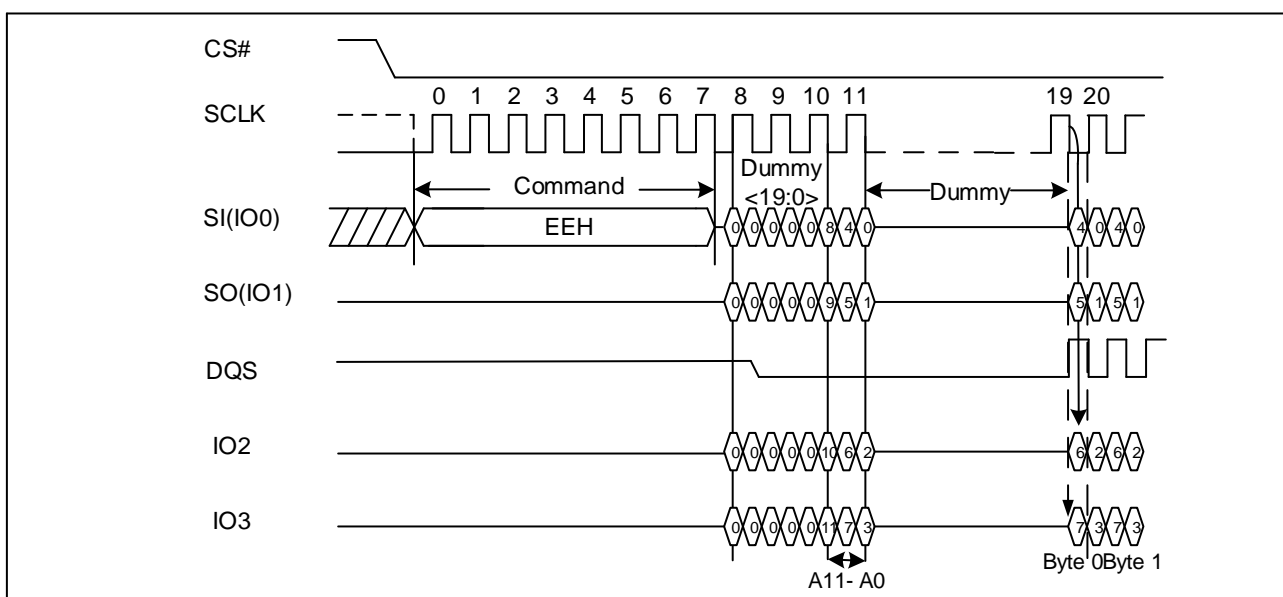 CS#
0 1 2 3 4 5 6 7 8 9 10 11 19 20
SCLK
Command
Dummy
<19:0>
Dummy
SI(IO0)
EEH
0 0 0 0 0 8 4 0 4 0 4 0
SO(IO1)
0 0 0 0 0 9 5 1 5 1 5 1
DQS
IO2
0 0 0 0 0 10 6 2 6 2 6 2
IO3
0 0 0 0 0 11 7 3 7 3 7 3
A11- A0
Byte 0 Byte 1